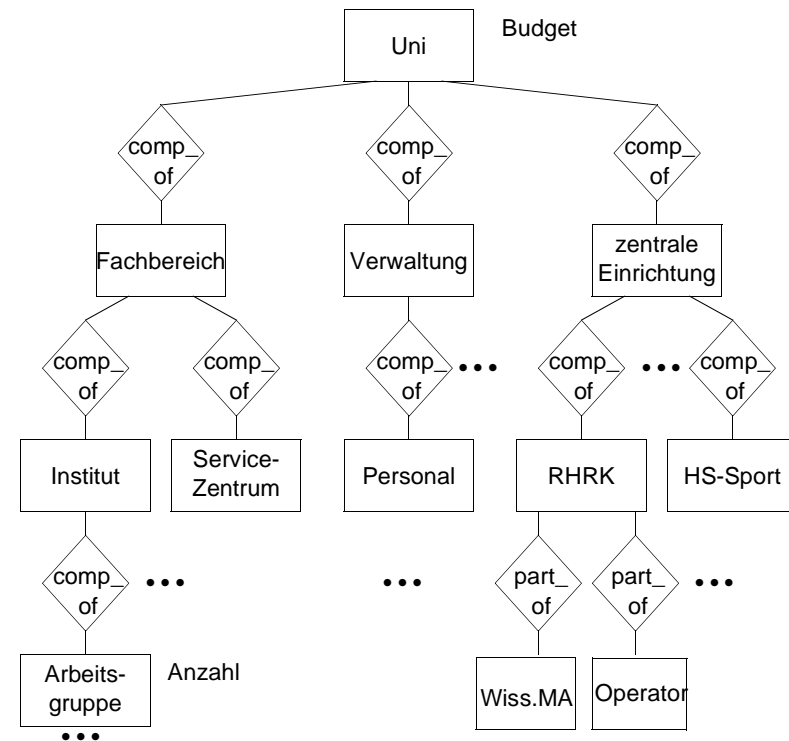 Uni
Budget
comp_
of
comp_
of
comp_
of
Fachbereich
Verwaltung
zentrale
Einrichtung
comp_
of
comp_
of
comp_
of
•••
comp_
of
•••
comp_
of
Institut
Service-
Zentrum
Personal
RHRK
HS-Sport
comp_
of
•••
•••
part_
of
part_
of
•••
Arbeits-
gruppe
Anzahl
Wiss.MA
Operator
•••